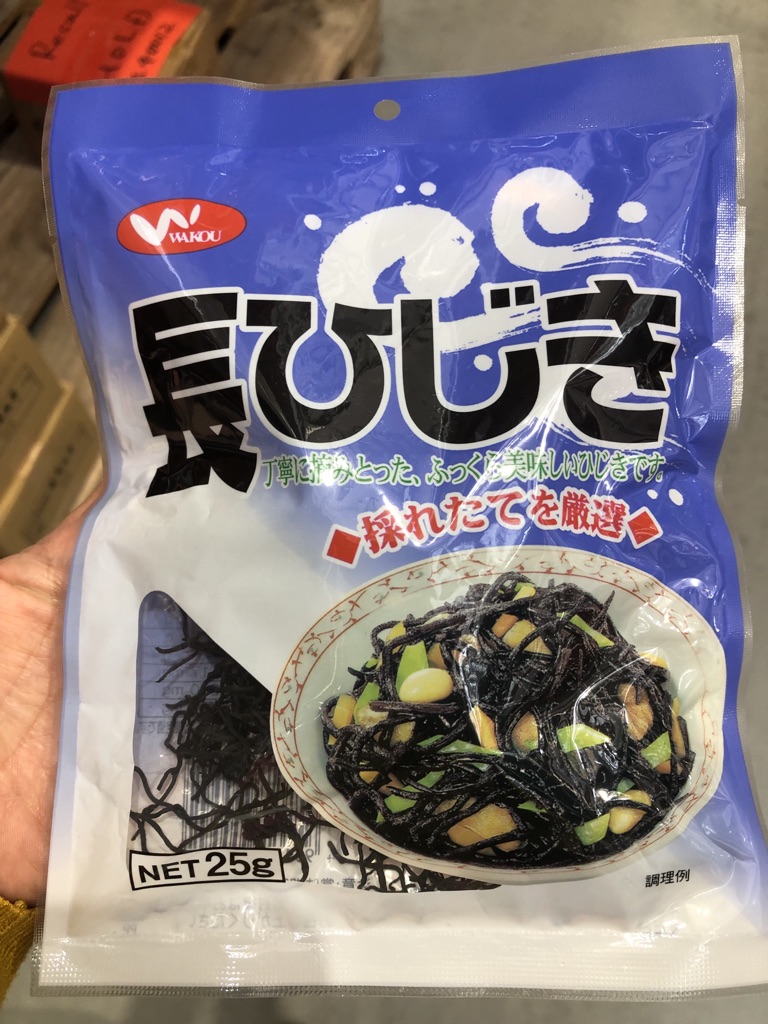 Recall
WAKOU
長ひじき
丁寧に摘みとった、ふっくら美味しいひじきです。
◆採れたてを厳選◆
NET 25g
調理例